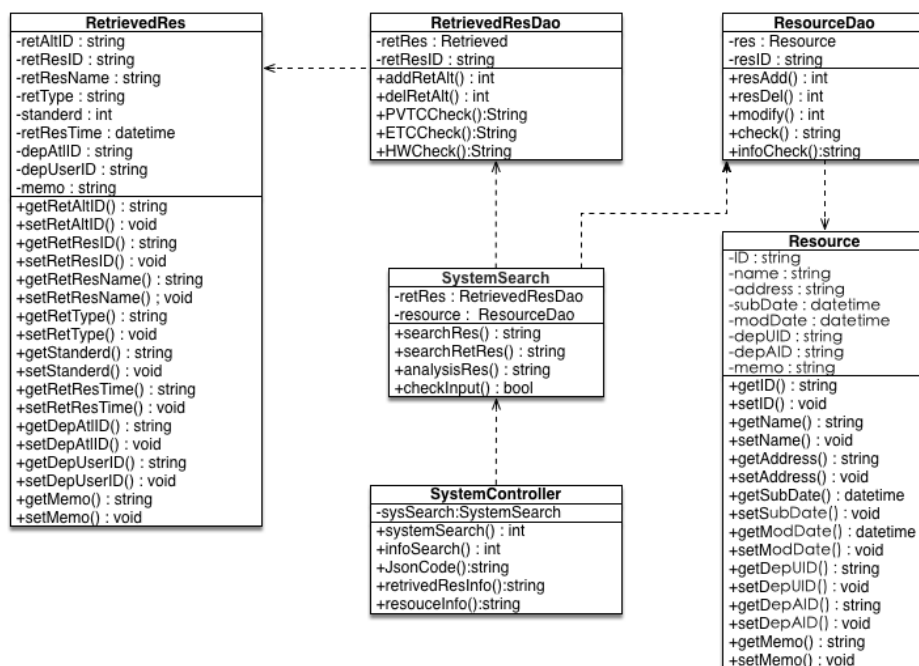 RetrievedRes
-retAltID : string
-retResID : string
-retResName : string
-retType : string
-standerd : int
-retResTime : datetime
-depAtlID : string
-depUserID : string
-memo : string
+getRetAltID() : string
+setRetAltID() : void
+getRetResID() : string
+setRetResID() : void
+getRetResName() : string
+setRetResName() ; void
+getRetType() : string
+setRetType() : void
+getStanderd() : string
+setStanderd() : void
+getRetResTime() : string
+setRetResTime() : void
+getDepAtlID() : string
+setDepAtlID() : void
+getDepUserID() : string
+setDepUserID() : void
+getMemo() : string
+setMemo() : void
RetrievedResDao
-retRes : Retrieved
-retResID : string
+addRetAlt() : int
+delRetAlt() : int
+PVTCCheck():String
+ETCCheck():String
+HWCheck():String
ResourceDao
-res : Resource
-resID : string
+resAdd() : int
+resDel() : int
+modify() : int
+check() : string
+infoCheck():string
SystemSearch
-retRes : RetrievedResDao
-resource : ResourceDao
+searchRes() : string
+searchRetRes() : string
+analysisRes() : string
+checkInput() : bool
Resource
-ID : string
-name : string
-address : string
-subDate : datetime
-modDate : datetime
-depUID : string
-depAID : string
-memo : string
+getID() : string
+setID() : void
+getName() : string
+setName() : void
+getAddress() : string
+setAddress() : void
+getSubDate() : datetime
+setSubDate() : void
+getModDate() : datetime
+setModDate() : void
+getDepUID() : string
+setDepUID() : void
+getDepAID() : string
+setDepAID() : void
+getMemo() : string
+setMemo() : void
SystemController
-sysSearch:SystemSearch
+systemSearch() : int
+infoSearch() : int
+JsonCode():string
+retrivedResInfo():string
+resouceInfo():string